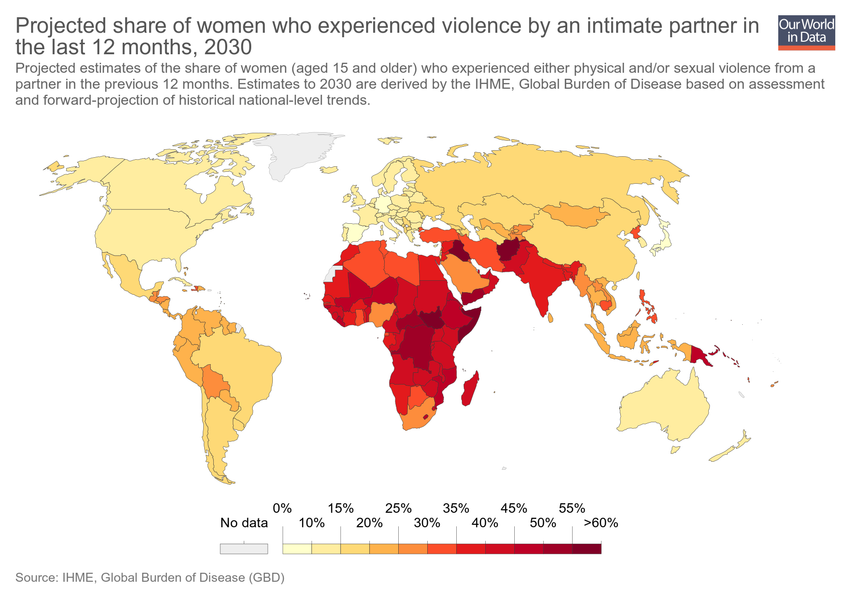 Projected share of women who experienced violence by an intimate partner in
the last 12 months, 2030
Our World
in Data
Projected estimates of the share of women (aged 15 and older) who experienced either physical and/or sexual violence from a
partner in the previous 12 months. Estimates to 2030 are derived by the IHME, Global Burden of Disease based on assessment
and forward-projection of historical national-level trends.
0% 15% 25% 35% 45% 55%
No data 10% 20% 30% 40% 50% >60%
Source: IHME, Global Burden of Disease (GBD)